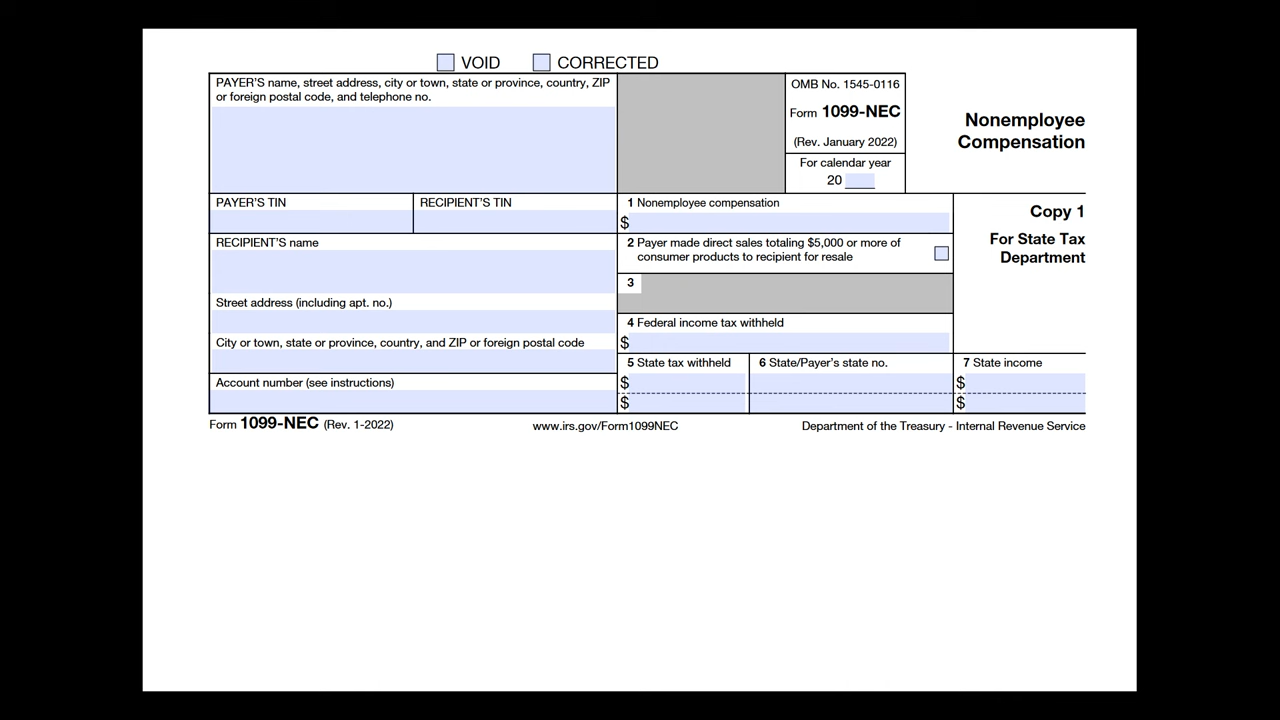 VOID CORRECTED
PAYER'S name, street address, city or town, state or province, country, ZIP
or foreign postal code, and telephone no.
OMB No. 1545-0116
Form 1099-NEC
(Rev. January 2022)
For calendar year
20
Nonemployee
Compensation
PAYER'S TIN
RECIPIENT'S TIN
1 Nonemployee compensation
$
Copy 1
For State Tax
Department
RECIPIENT'S name
2 Payer made direct sales totaling $5,000 or more of
consumer products to recipient for resale
3
Street address (including apt. no.)
4 Federal income tax withheld
$
City or town, state or province, country, and ZIP or foreign postal code
5 State tax withheld
$
$
6 State/Payer's state no.
7 State income
$
$
Account number (see instructions)
Form 1099-NEC (Rev. 1-2022)
www.irs.gov/Form1099NEC
Department of the Treasury - Internal Revenue Service